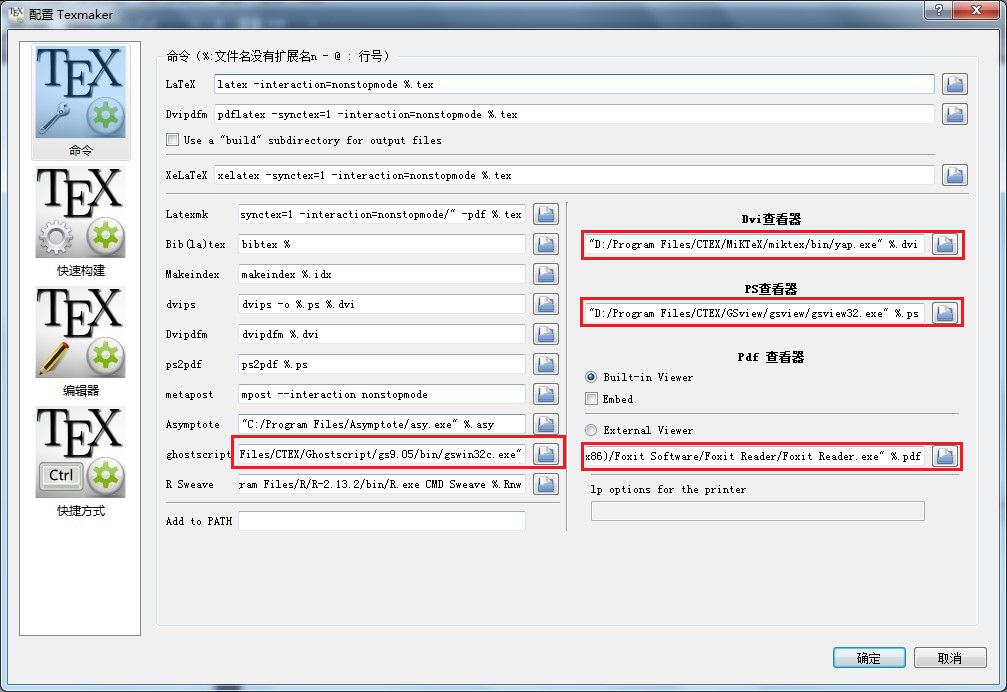 配置 Texmaker
TEX
命令
TEX
快速构建
TEX
编辑器
TEX
Ctrl
快捷方式
命令（%:文件名没有扩展名n - @ : 行号）
LaTeX latex -interaction=nonstopmode %.tex
Dvipdfm pdflatex -synctex=1 -interaction=nonstopmode %.tex
Use a "build" subdirectory for output files
XeLaTeX xelatex -synctex=1 -interaction=nonstopmode %.tex
Latexmk synctex=1 -interaction=nonstopmode/" -pdf %.tex
Bib(la)tex bibtex %
Makeindex makeindex %.idx
dvips dvips -o %.ps %.dvi
Dvipdfm dvipdfm %.dvi
ps2pdf ps2pdf %.ps
metapost mpost --interaction nonstopmode
Asymptote "C:/Program Files/Asymptote/asy.exe" %.asy
ghostscript Files/CTEX/Ghostscript/gs9.05/bin/gswin32c.exe"
R Sweave ram Files/R/R-2.13.2/bin/R.exe CMD Sweave %.Rnw
Add to PATH
Dvi查看器
"D:/Program Files/CTEX/MiKTeX/miktex/bin/yap.exe" %.dvi
PS查看器
"D:/Program Files/CTEX/GSview/gsview/gsview32.exe" %.ps
Pdf 查看器
Built-in Viewer
Embed
External Viewer
x86)/Foxit Software/Foxit Reader/Foxit Reader.exe" %.pdf
lp options for the printer
确定
取消